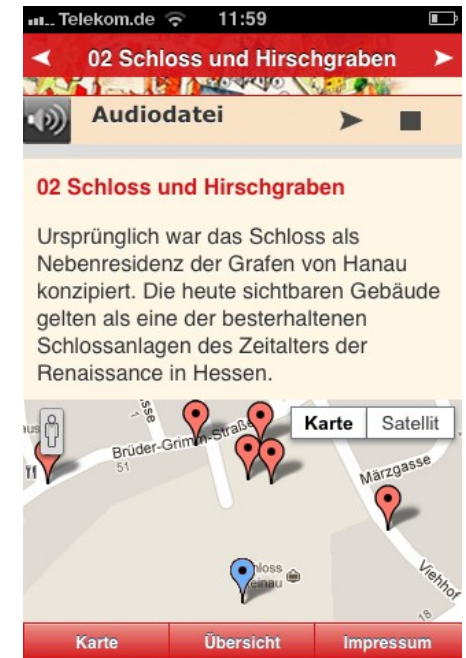 Telekom.de 11:59
02 Schloss und Hirschgraben
Audiodatei
02 Schloss und Hirschgraben
Ursprünglich war das Schloss als
Nebenresidenz der Grafen von Hanau
konzipiert. Die heute sichtbaren Gebäude
gelten als eine der besterhaltenen
Schlossanlagen des Zeitalters der
Renaissance in Hessen.
Karte Satellit
Brüder-Grimm-Straße
51
Märzgasse
Viehhof
18
Karte Übersicht Impressum